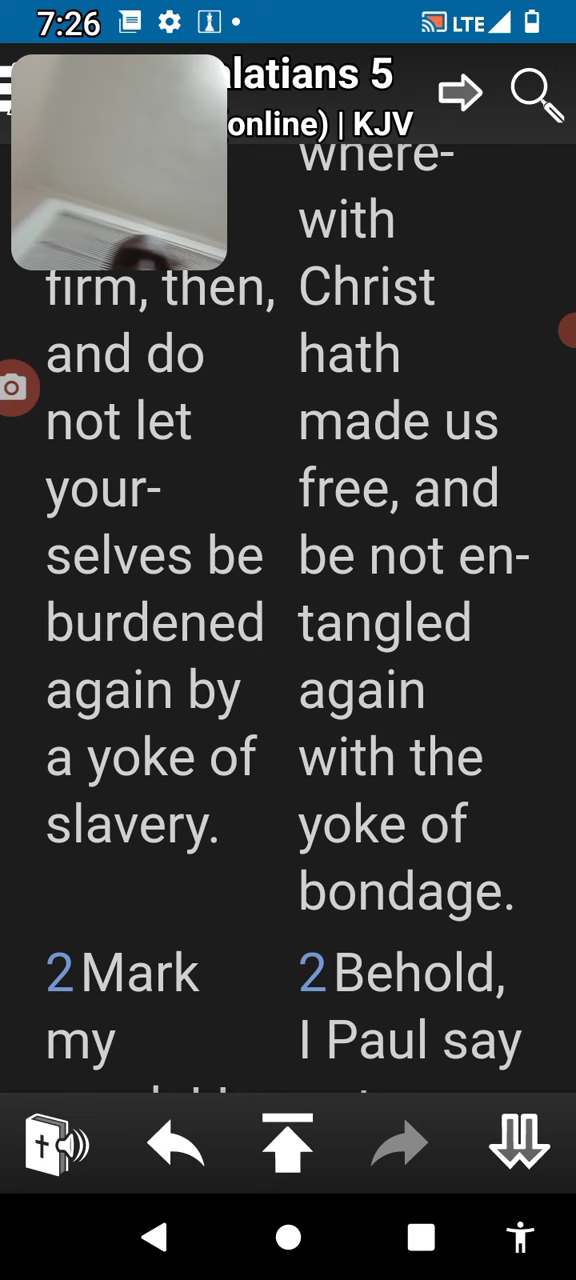 7:26
LTE
alatians 5
(online) | KJV
firm, then,
and do
not let
your-
selves be
burdened
again by
a yoke of
slavery.
2 Mark
my
where-
with
Christ
hath
made us
free, and
be not en-
tangled
again
with the
yoke of
bondage.
2 Behold,
I Paul say